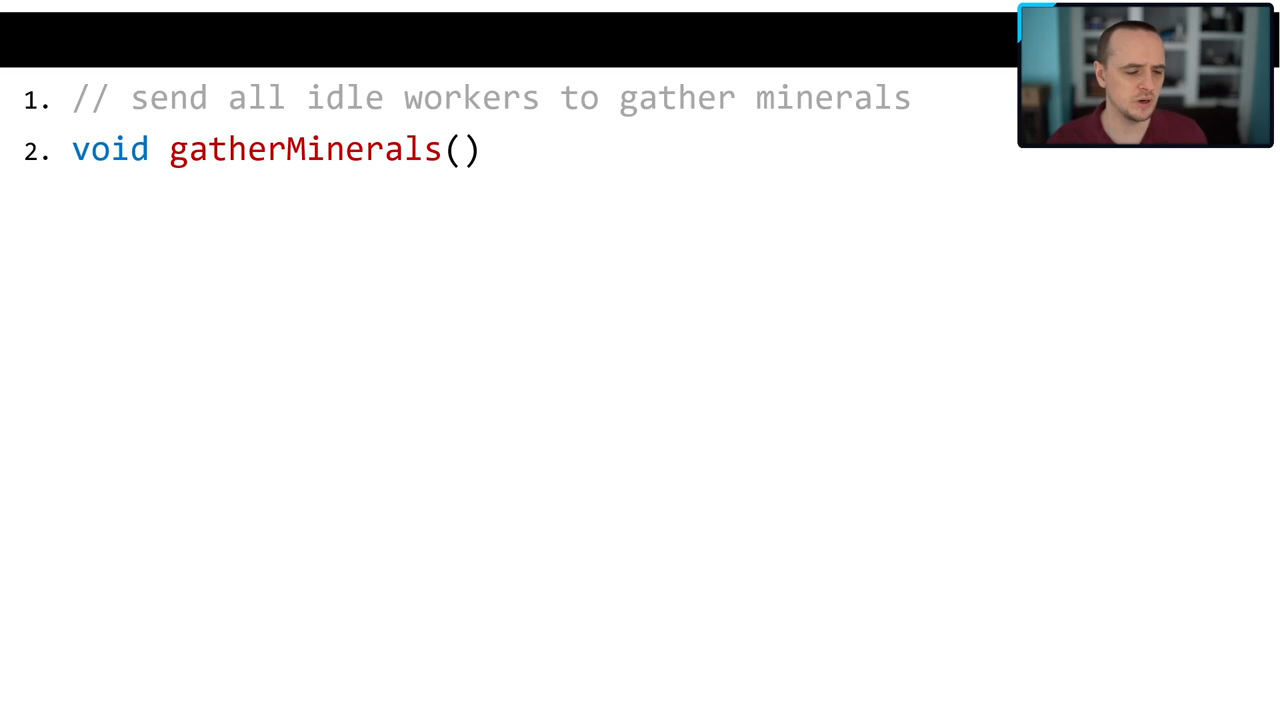 1. // send all idle workers to gather minerals
2. void gatherMinerals()